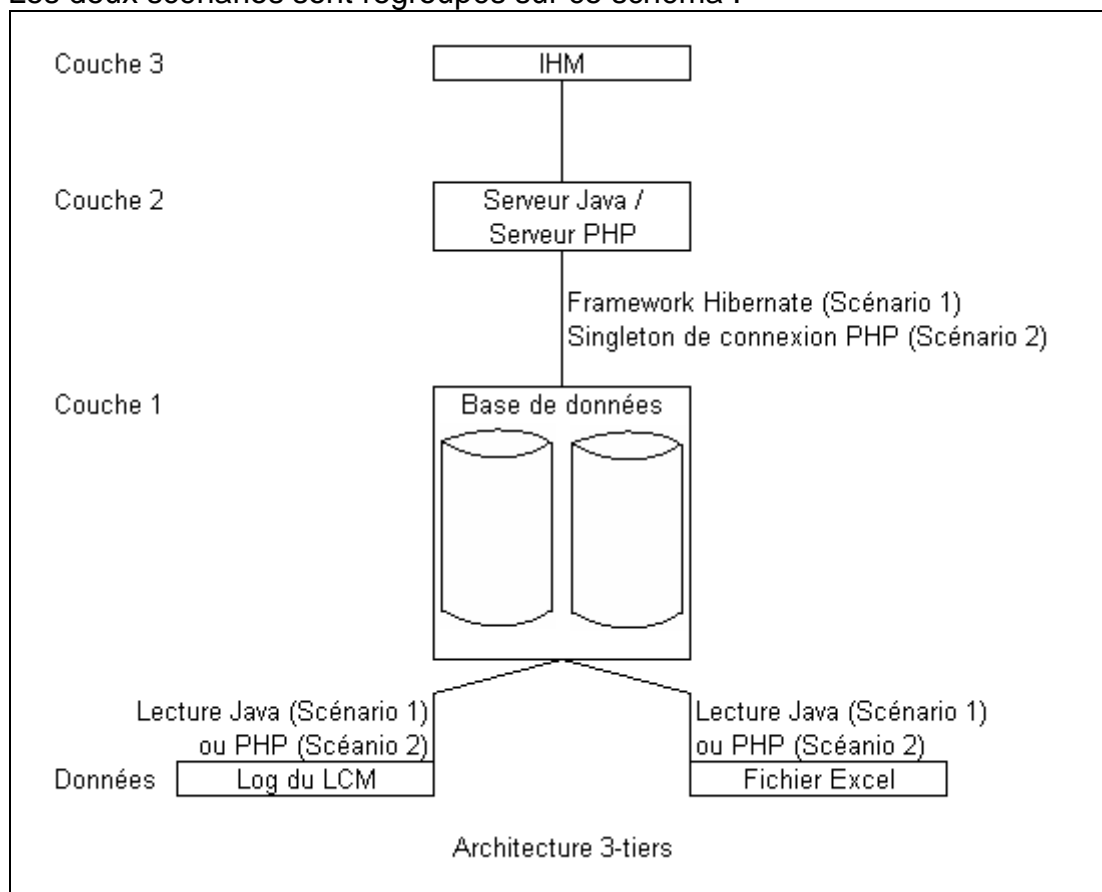 Les deux scénarios sont regroupés sur ce schéma :
Couche 3
IHM
Couche 2
Serveur Java /
Serveur PHP
Framework Hibernate (Scénario 1)
Singleton de connexion PHP (Scénario 2)
Couche 1
Base de données
Lecture Java (Scénario 1)
ou PHP (Scéanio 2)
Lecture Java (Scénario 1)
ou PHP (Scéanio 2)
Données
Log du LCM
Fichier Excel
Architecture 3-tiers